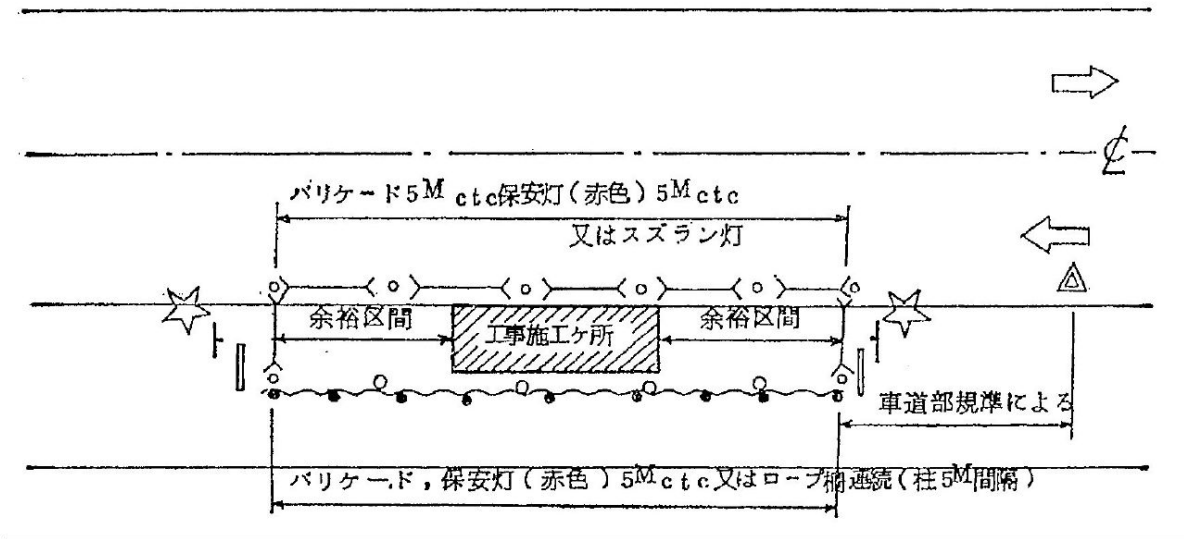 ℄
バリケード5M ctc保安灯(赤色)5Mctc
又はスズラン灯
余裕区間
工事施工ヶ所
余裕区間
車道部規準による
バリケード,保安灯(赤色)5Mctc又はロープ柵連続(柱5M間隔)